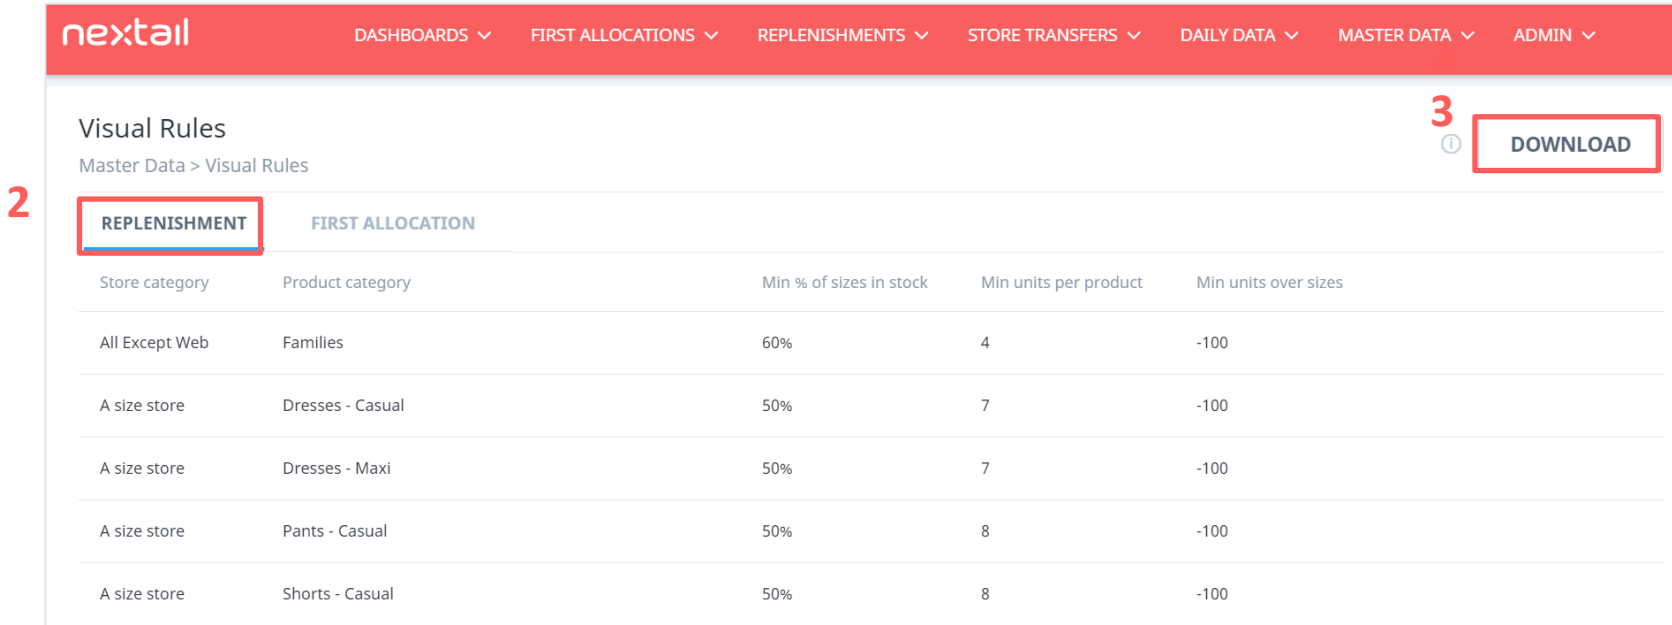 nextail DASHBOARDS FIRST ALLOCATIONS REPLENISHMENTS STORE TRANSFERS DAILY DATA MASTER DATA ADMIN
Visual Rules
3
DOWNLOAD
Master Data > Visual Rules
2
REPLENISHMENT FIRST ALLOCATION
Store category Product category Min % of sizes in stock Min units per product Min units over sizes
All Except Web Families 60% 4 -100
A size store Dresses - Casual 50% 7 -100
A size store Dresses - Maxi 50% 7 -100
A size store Pants - Casual 50% 8 -100
A size store Shorts - Casual 50% 8 -100